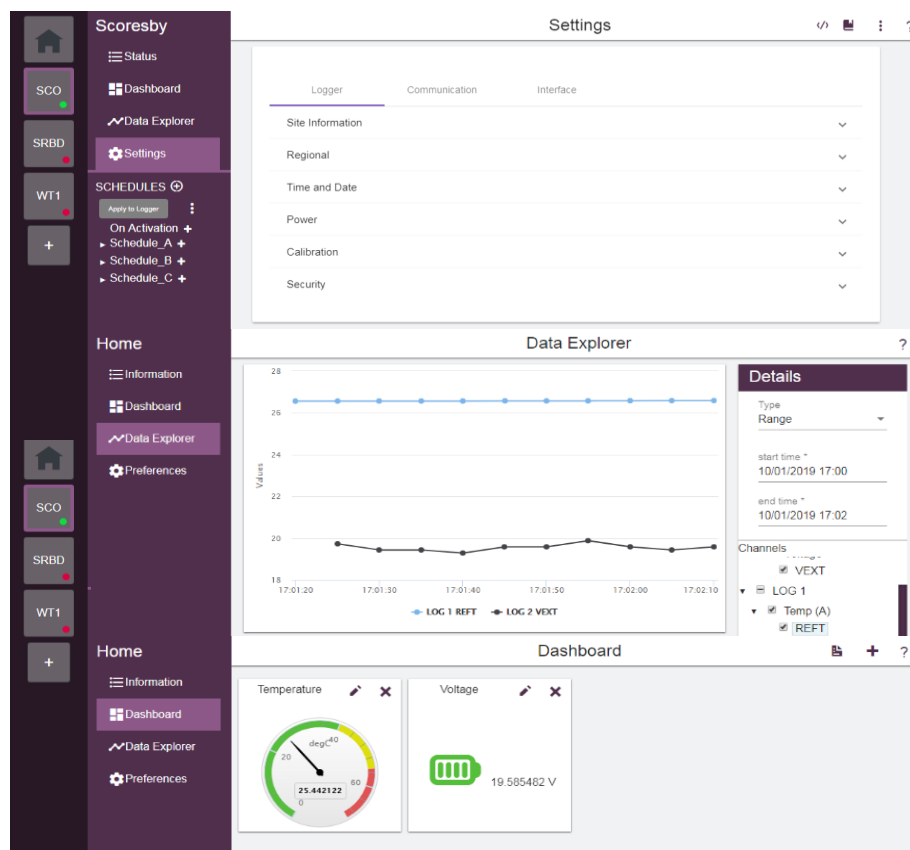 Scoresby
Settings
</>
?
Status
SCO
Dashboard
Logger
Communication
Interface
Data Explorer
Site Information
SRBD
Settings
Regional
SCHEDULES
Time and Date
WT1
Apply to Logger
Power
On Activation +
+
Schedule_A +
Calibration
Schedule_B +
Schedule_C +
Security
Home
Data Explorer
?
Information
28
Details
Dashboard
26
Type
Range
Data Explorer
24
start time *
10/01/2019 17:00
Preferences
Values
22
end time *
10/01/2019 17:02
SCO
20
Channels
VEXT
SRBD
18
17:01:20
17:01:30
17:01:40
17:01:50
17:02:00
17:02:10
LOG 1
WT1
LOG 1 REFT
LOG 2 VEXT
Temp (A)
REFT
Home
Dashboard
+
?
+
Information
Temperature
Voltage
Dashboard
degC
40
20
Data Explorer
60
25.442122
19.585482 V
Preferences
0